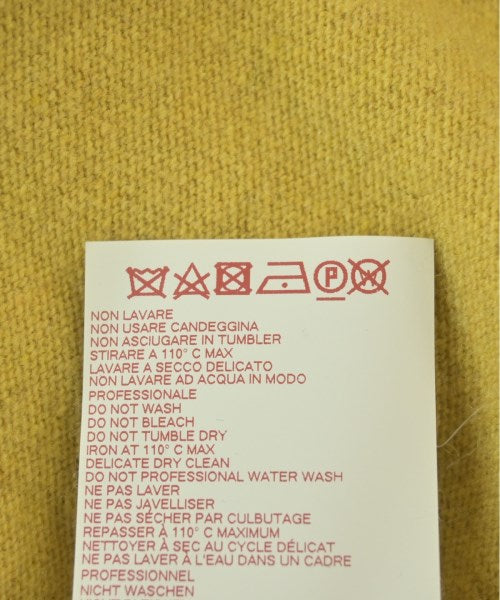 P W
NON LAVARE
NON USARE CANDEGGINA
NON ASCIUGARE IN TUMBLER
STIRARE A 110° C MAX
LAVARE A SECCO DELICATO
NON LAVARE AD ACQUA IN MODO
PROFESSIONALE
DO NOT WASH
DO NOT BLEACH
DO NOT TUMBLE DRY
IRON AT 110° C MAX
DELICATE DRY CLEAN
DO NOT PROFESSIONAL WATER WASH
NE PAS LAVER
NE PAS JAVELLISER
NE PAS SÉCHER PAR CULBUTAGE
REPASSER À 110° C MAXIMUM
NETTOYER À SEC AU CYCLE DÉLICAT
NE PAS LAVER À L'EAU DANS UN CADRE
PROFESSIONNEL
NICHT WASCHEN